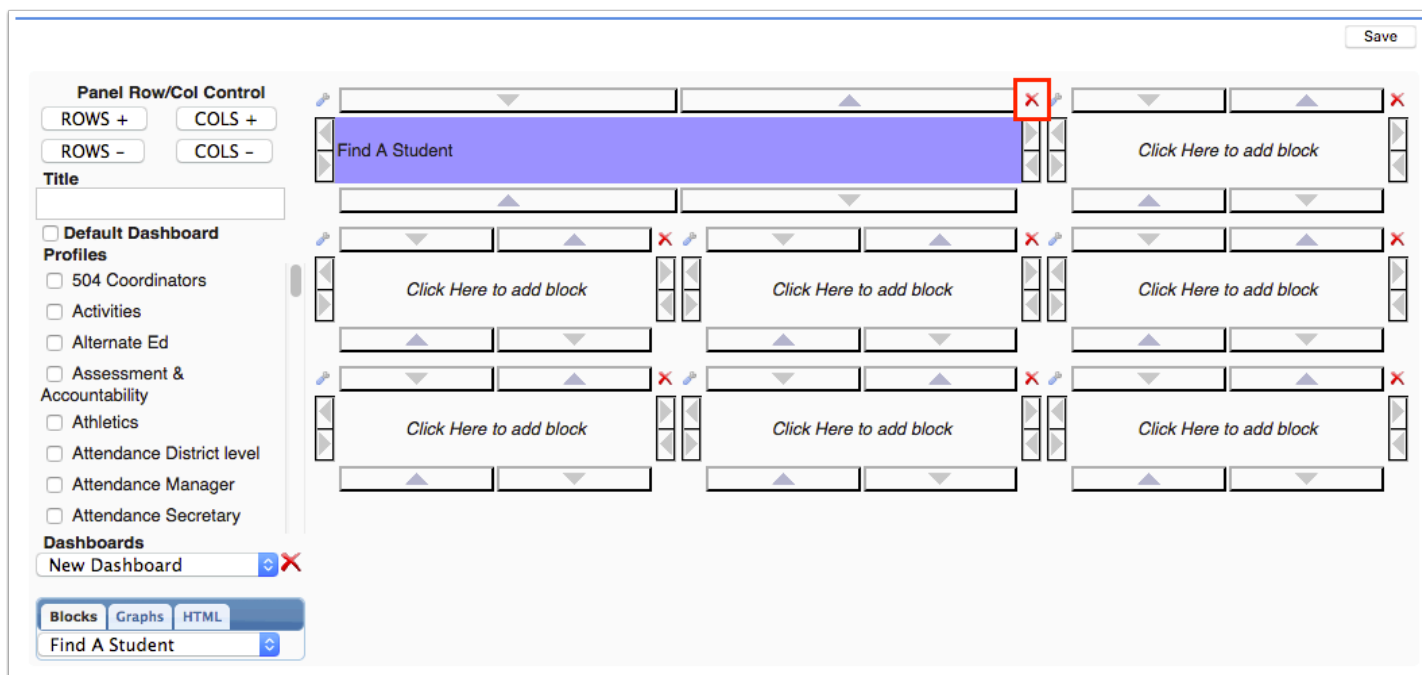 Save
Panel Row/Col Control
ROWS + COLS +
ROWS – COLS –
Title
Default Dashboard
Profiles
504 Coordinators
Activities
Alternate Ed
Assessment &
Accountability
Athletics
Attendance District level
Attendance Manager
Attendance Secretary
Dashboards
New Dashboard
Blocks Graphs HTML
Find A Student
Find A Student Click Here to add block
Click Here to add block Click Here to add block Click Here to add block
Click Here to add block Click Here to add block Click Here to add block